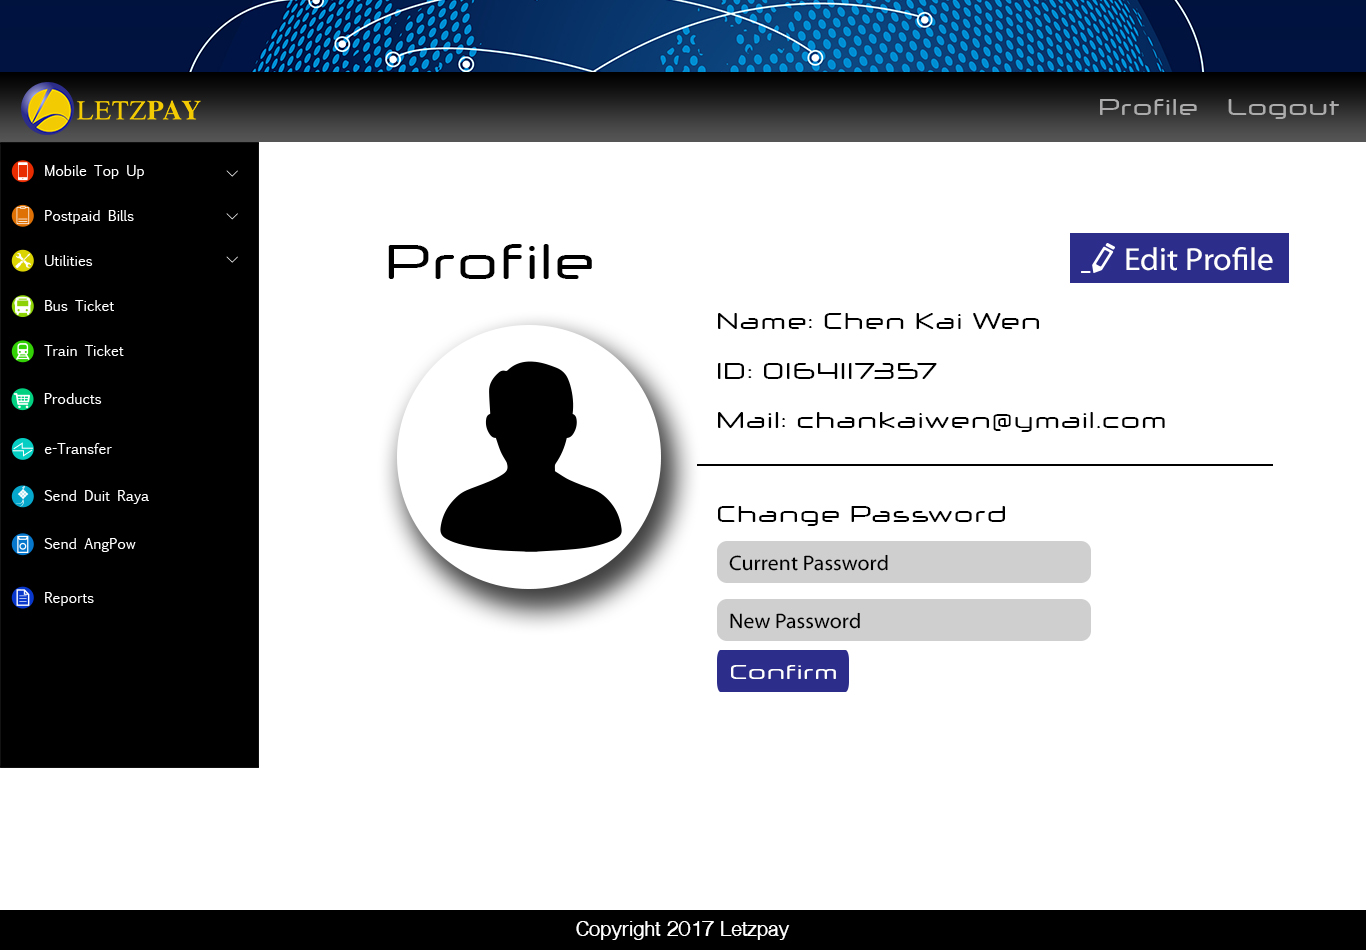 LETZPAY
Profile Logout
Mobile Top Up
Postpaid Bills
Utilities
Bus Ticket
Train Ticket
Products
e-Transfer
Send Duit Raya
Send AngPow
Reports
Profile
Edit Profile
Name: Chen Kai Wen
ID: 0164117357
Mail: chankaiwen@ymail.com
Change Password
Current Password
New Password
Confirm
Copyright 2017 Letzpay